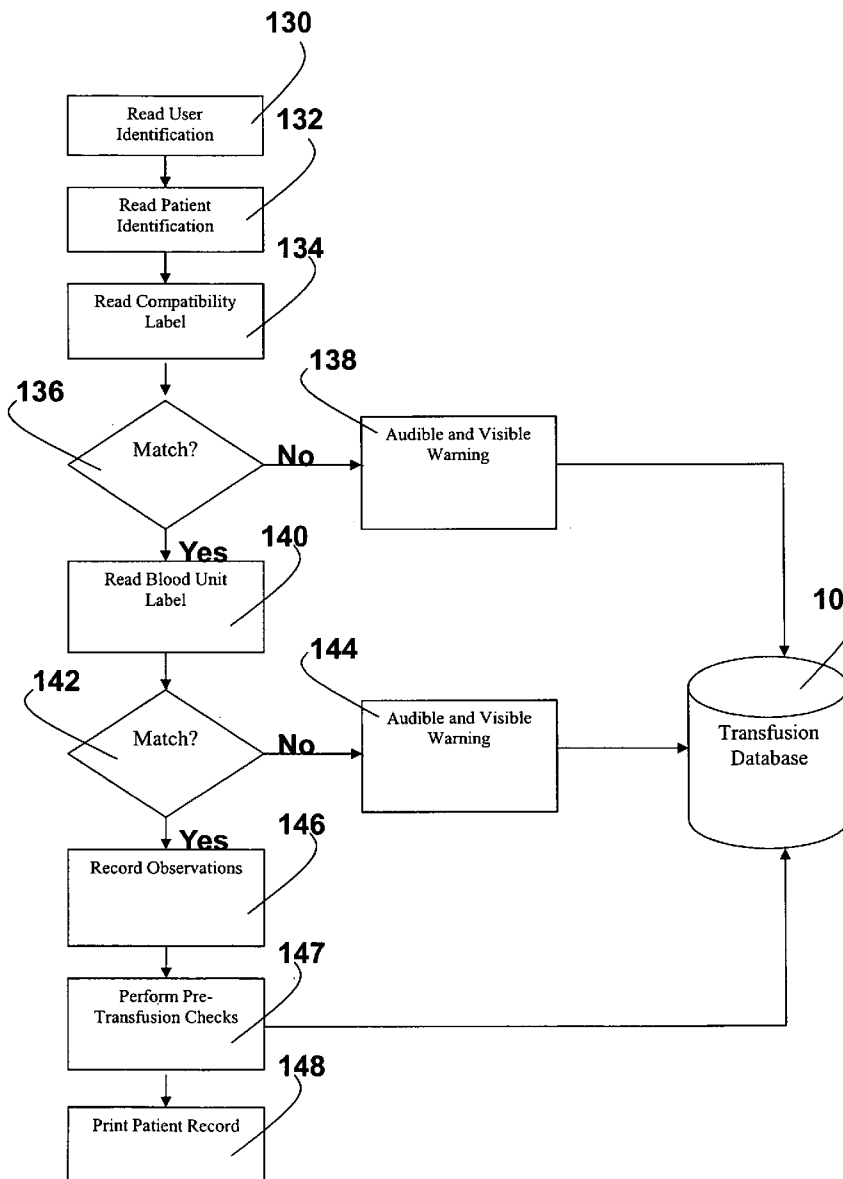 130
Read User
Identification
132
Read Patient
Identification
134
Read Compatibility
Label
136
Match?
No
138
Audible and Visible
Warning
Yes
140
Read Blood Unit
Label
142
Match?
No
144
Audible and Visible
Warning
10
Transfusion
Database
Yes
146
Record Observations
147
Perform Pre-
Transfusion Checks
148
Print Patient Record